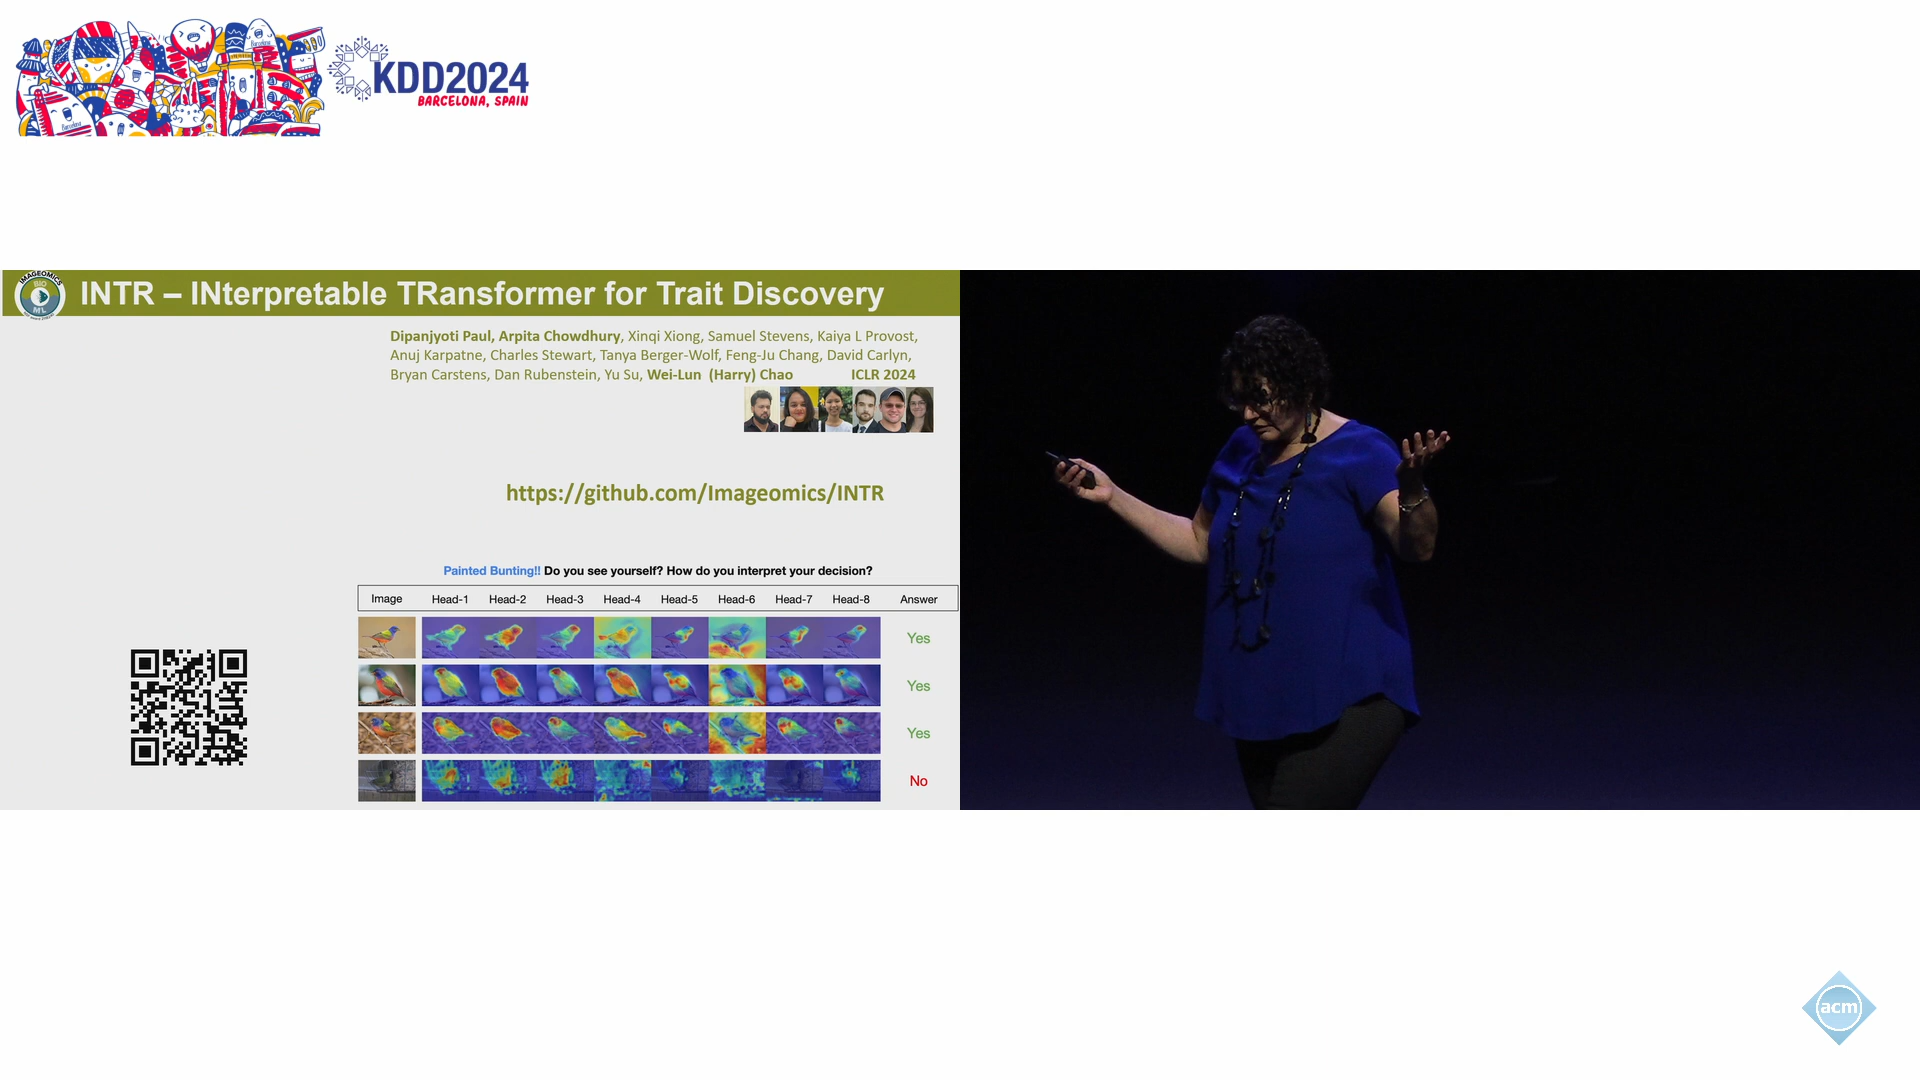 KDD2024
BARCELONA, SPAIN
IMAGEOMICS
BIO
ML
INTR – INterpretable TRansformer for Trait Discovery
Dipanjyoti Paul, Arpita Chowdhury, Xinqi Xiong, Samuel Stevens, Kaiya L Provost,
Anuj Karpatne, Charles Stewart, Tanya Berger-Wolf, Feng-Ju Chang, David Carlyn,
Bryan Carstens, Dan Rubenstein, Yu Su, Wei-Lun (Harry) Chao ICLR 2024
https://github.com/Imageomics/INTR
Painted Bunting!! Do you see yourself? How do you interpret your decision?
Image Head-1 Head-2 Head-3 Head-4 Head-5 Head-6 Head-7 Head-8 Answer
Yes
Yes
Yes
No
acm